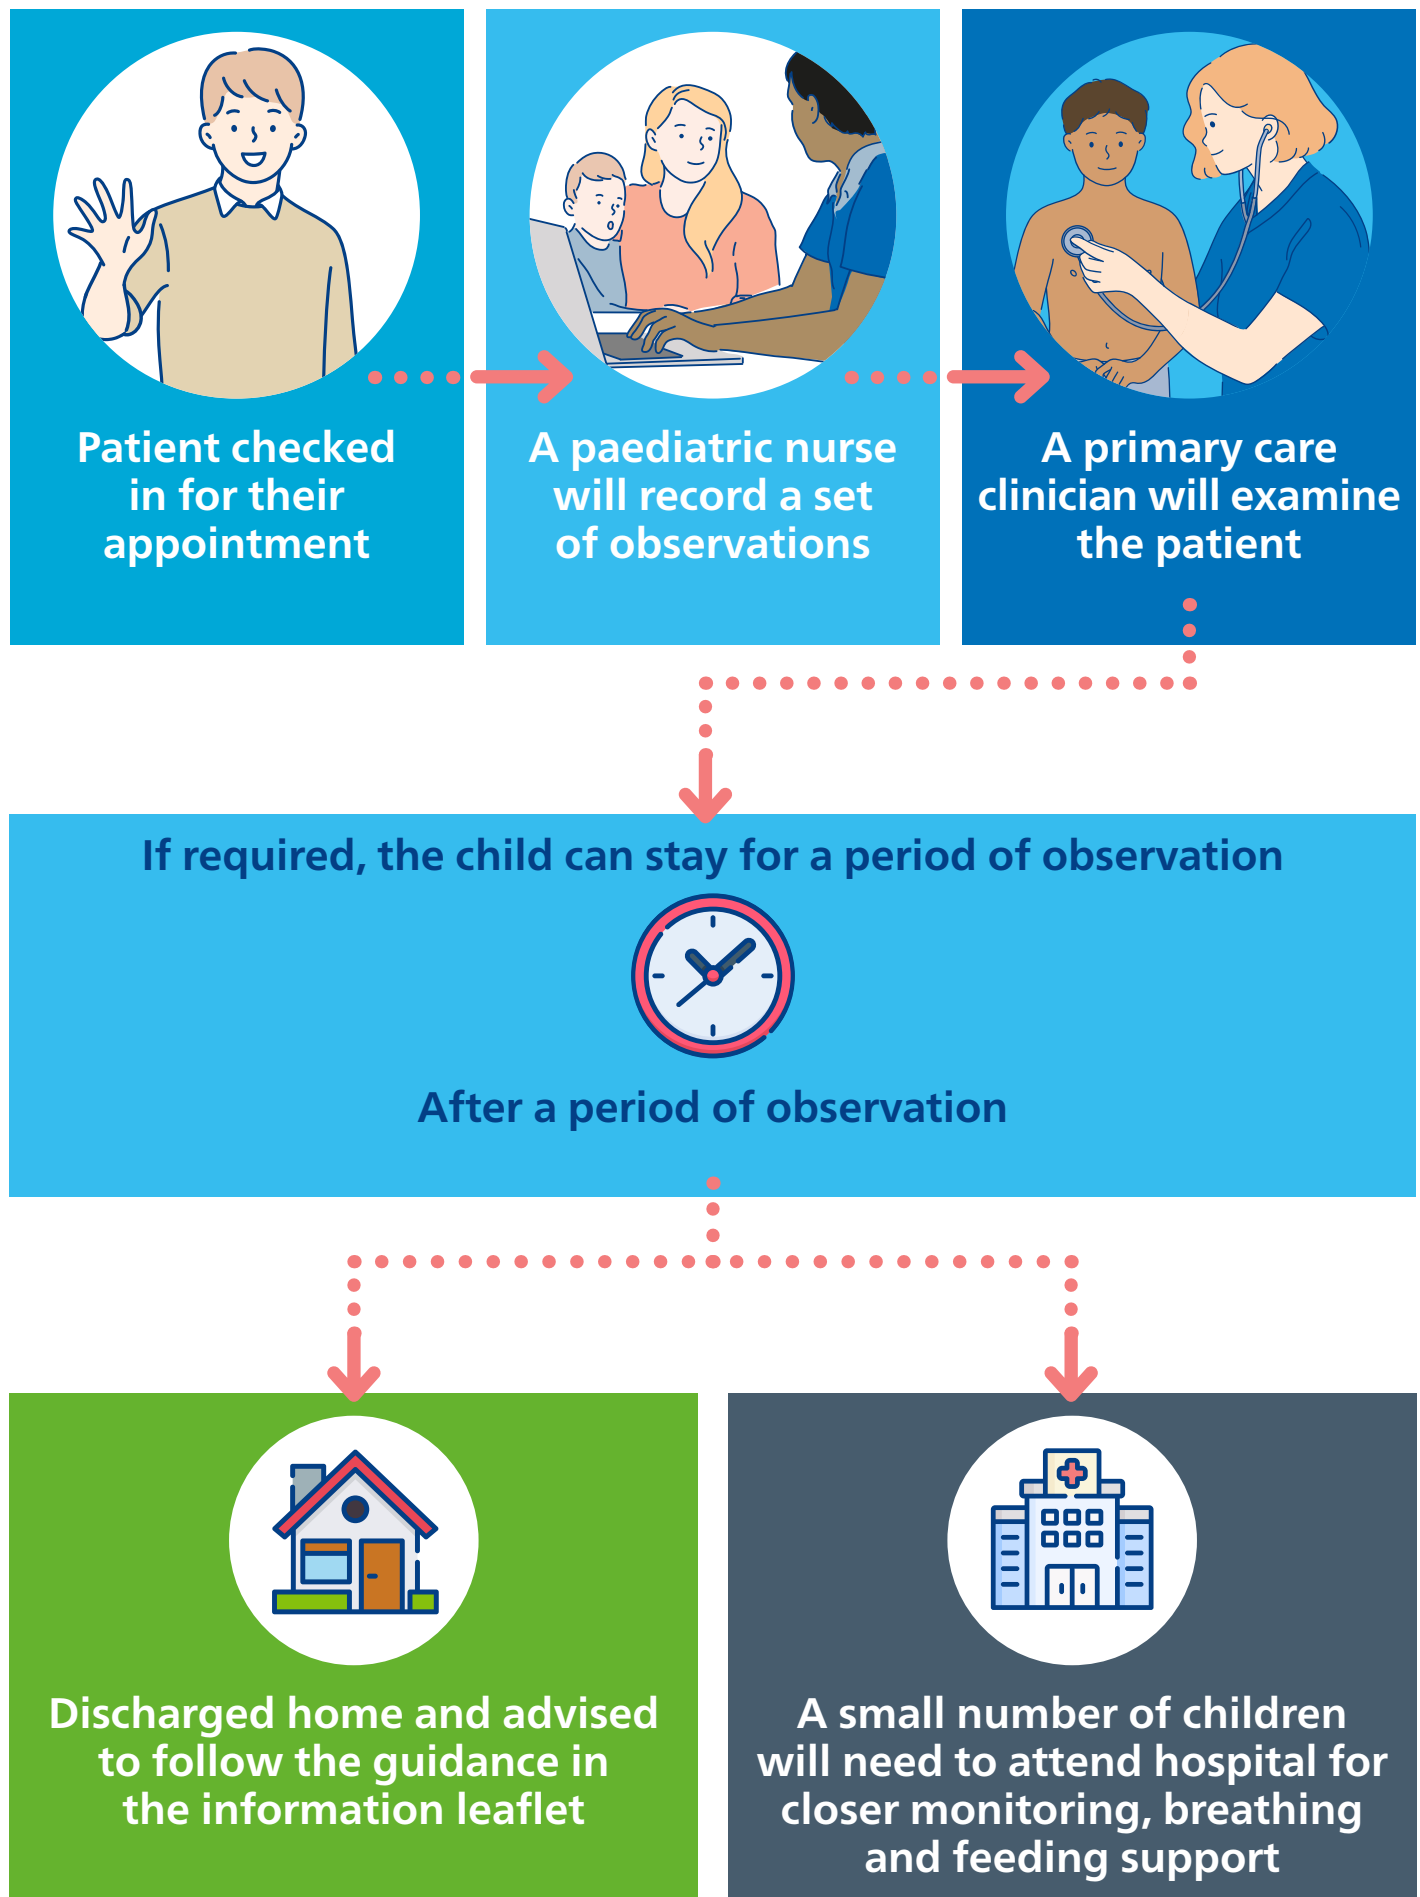 Patient checked
in for their
appointment
A paediatric nurse
will record a set
of observations
A primary care
clinician will examine
the patient
If required, the child can stay for a period of observation
After a period of observation
Discharged home and advised
to follow the guidance in
the information leaflet
A small number of children
will need to attend hospital for
closer monitoring, breathing
and feeding support